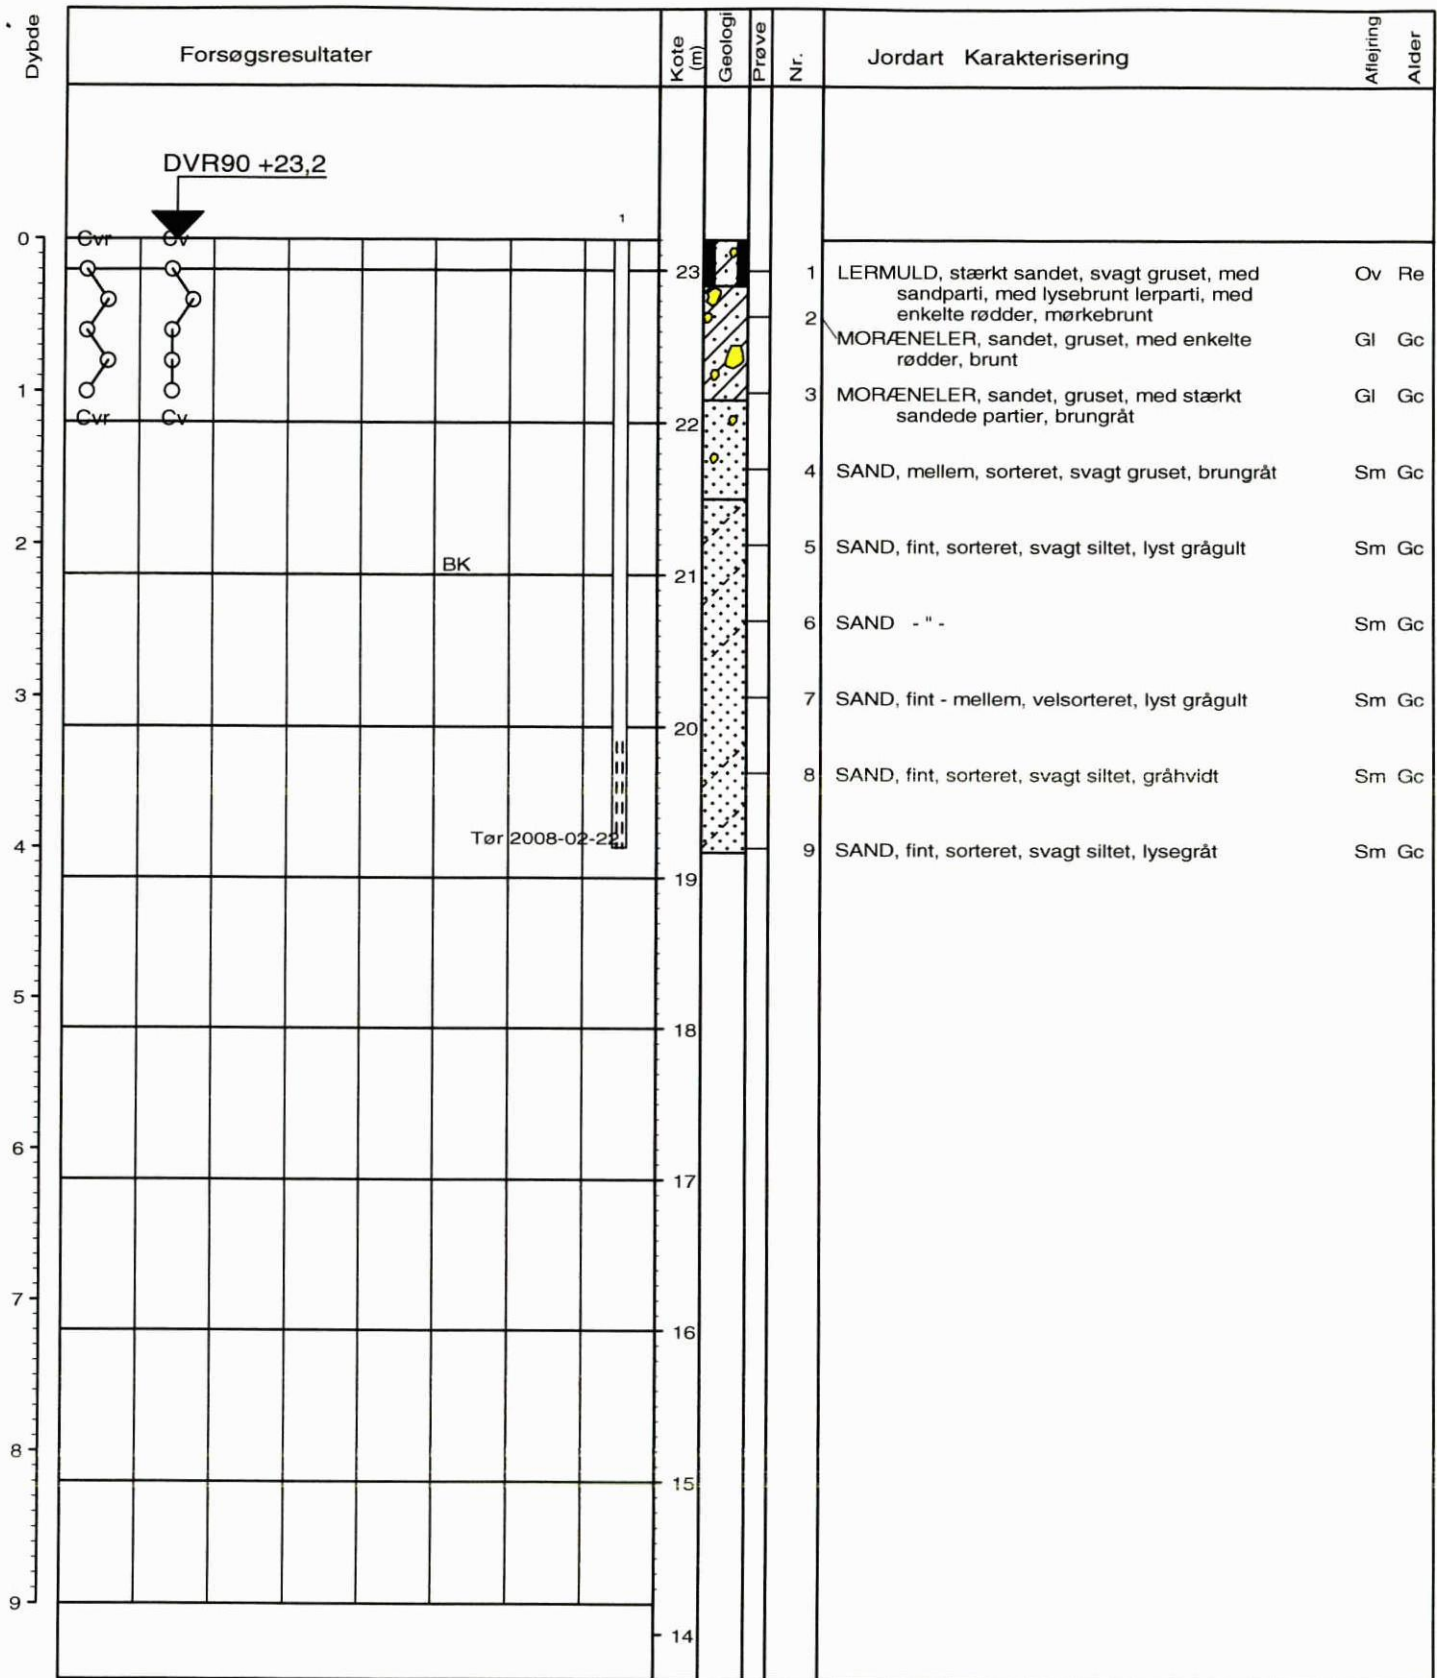 Dybde
Forsøgsresultater
Kote (m)
Geologi
Prøve
Nr.
Jordart Karakterisering
Aflejring
Alder
DVR90 +23,2
1
0
Cvr Cv
23
1 LERMULD, stærkt sandet, svagt gruset, med Ov Re
sandparti, med lysebrunt lerparti, med
enkelte rødder, mørkebrunt
2
MORÆNELER, sandet, gruset, med enkelte Gl Gc
rødder, brunt
1
3 MORÆNELER, sandet, gruset, med stærkt Gl Gc
sandede partier, brungråt
Cvr Cv
22
4 SAND, mellem, sorteret, svagt gruset, brungråt Sm Gc
2
5 SAND, fint, sorteret, svagt siltet, lyst grågult Sm Gc
BK
21
6 SAND - " - Sm Gc
3
7 SAND, fint - mellem, velsorteret, lyst grågult Sm Gc
20
8 SAND, fint, sorteret, svagt siltet, gråhvidt Sm Gc
Tør 2008-02-22
4
9 SAND, fint, sorteret, svagt siltet, lysegråt Sm Gc
19
5
18
6
17
7
16
8
15
9
14